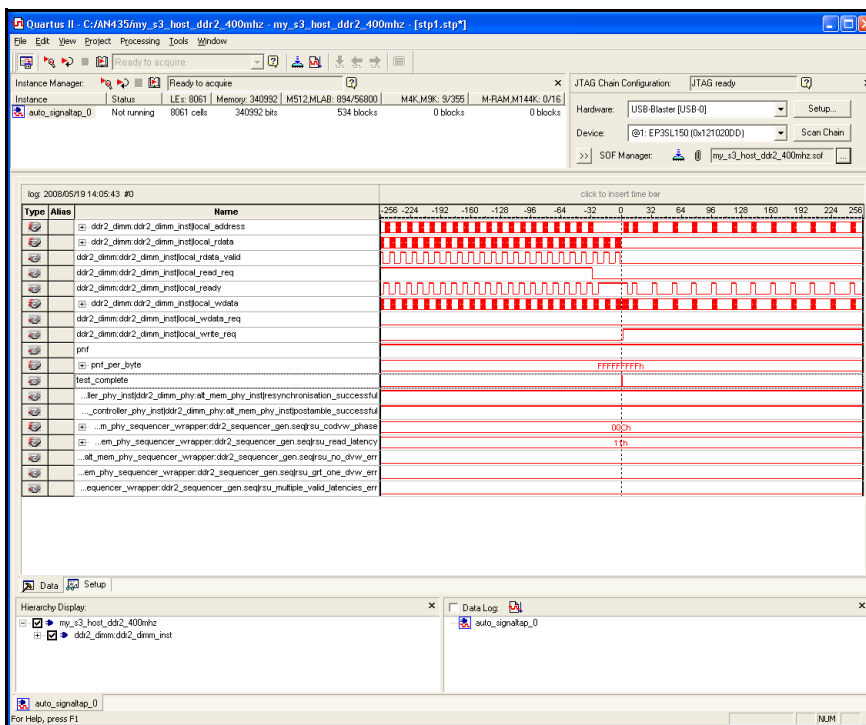 Quartus II - C:/AN435/my_s3_host_ddr2_400mhz - my_s3_host_ddr2_400mhz - [stp1.stp*]
File Edit View Project Processing Tools Window
Ready to acquire
Instance Manager: Ready to acquire
Instance Status LEs: 8061 Memory: 340992 M512,MLAB: 894/56800 M4K,M9K: 9/355 M-RAM,M144K: 0/16
auto_signaltap_0 Not running 8061 cells 340992 bits 534 blocks 0 blocks 0 blocks
JTAG Chain Configuration: JTAG ready
Hardware: USB-Blaster [USB-0] Setup...
Device: @1: EP3SL150 (0x121020DD) Scan Chain
>> SOF Manager: my_s3_host_ddr2_400mhz.sof ...
log: 2008/05/19 14:05:43 #0 click to insert time bar
Type Alias Name -256 -224 -192 -160 -128 -96 -64 -32 0 32 64 96 128 160 192 224 256
ddr2_dimm:ddr2_dimm_inst|local_address
ddr2_dimm:ddr2_dimm_inst|local_rdata
ddr2_dimm:ddr2_dimm_inst|local_rdata_valid
ddr2_dimm:ddr2_dimm_inst|local_read_req
ddr2_dimm:ddr2_dimm_inst|local_ready
ddr2_dimm:ddr2_dimm_inst|local_wdata
ddr2_dimm:ddr2_dimm_inst|local_wdata_req
ddr2_dimm:ddr2_dimm_inst|local_write_req
pnf
pnf_per_byte FFFFFFFFFh
test_complete
...ller_phy_inst|ddr2_dimm_phy:alt_mem_phy_inst|resynchronisation_successful
..._controller_phy_inst|ddr2_dimm_phy:alt_mem_phy_inst|postamble_successful
...m_phy_sequencer_wrapper:ddr2_sequencer_gen.seq|rsu_codvw_phase 00Ch
...em_phy_sequencer_wrapper:ddr2_sequencer_gen.seq|rsu_read_latency 11h
...alt_mem_phy_sequencer_wrapper:ddr2_sequencer_gen.seq|rsu_no_dvw_err
...em_phy_sequencer_wrapper:ddr2_sequencer_gen.seq|rsu_grt_one_dvw_err
...equencer_wrapper:ddr2_sequencer_gen.seq|rsu_multiple_valid_latencies_err
Data Setup
Hierarchy Display:
my_s3_host_ddr2_400mhz
ddr2_dimm:ddr2_dimm_inst
Data Log:
auto_signaltap_0
auto_signaltap_0
For Help, press F1 NUM